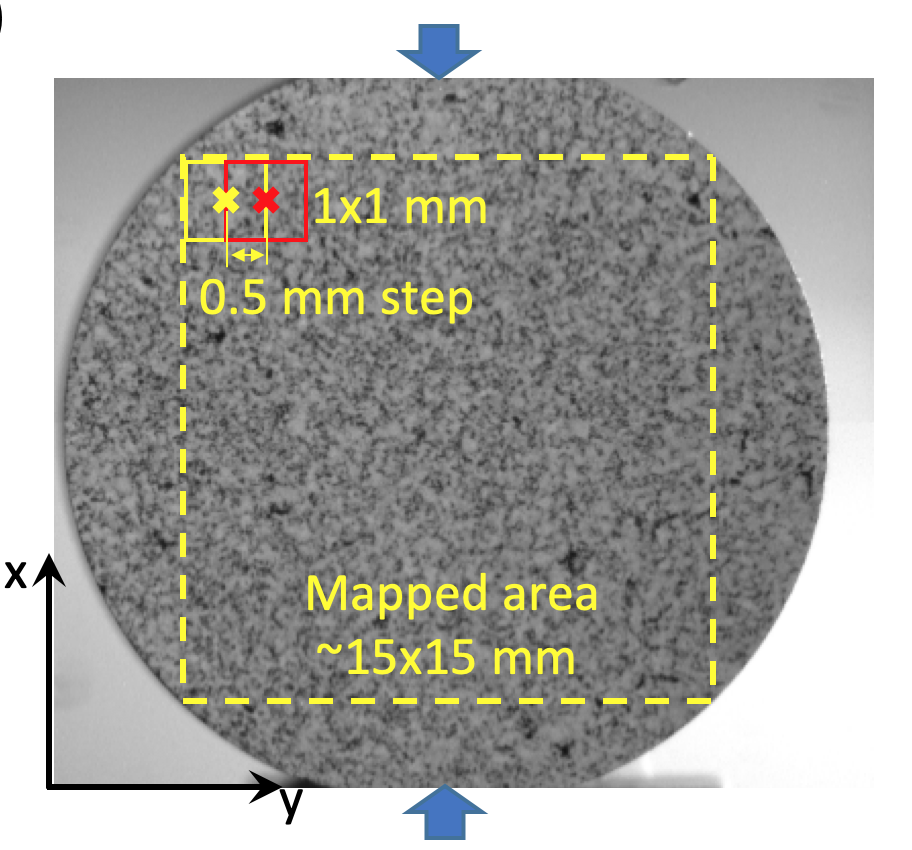 )
1x1 mm
0.5 mm step
x
Mapped area
~15x15 mm
y